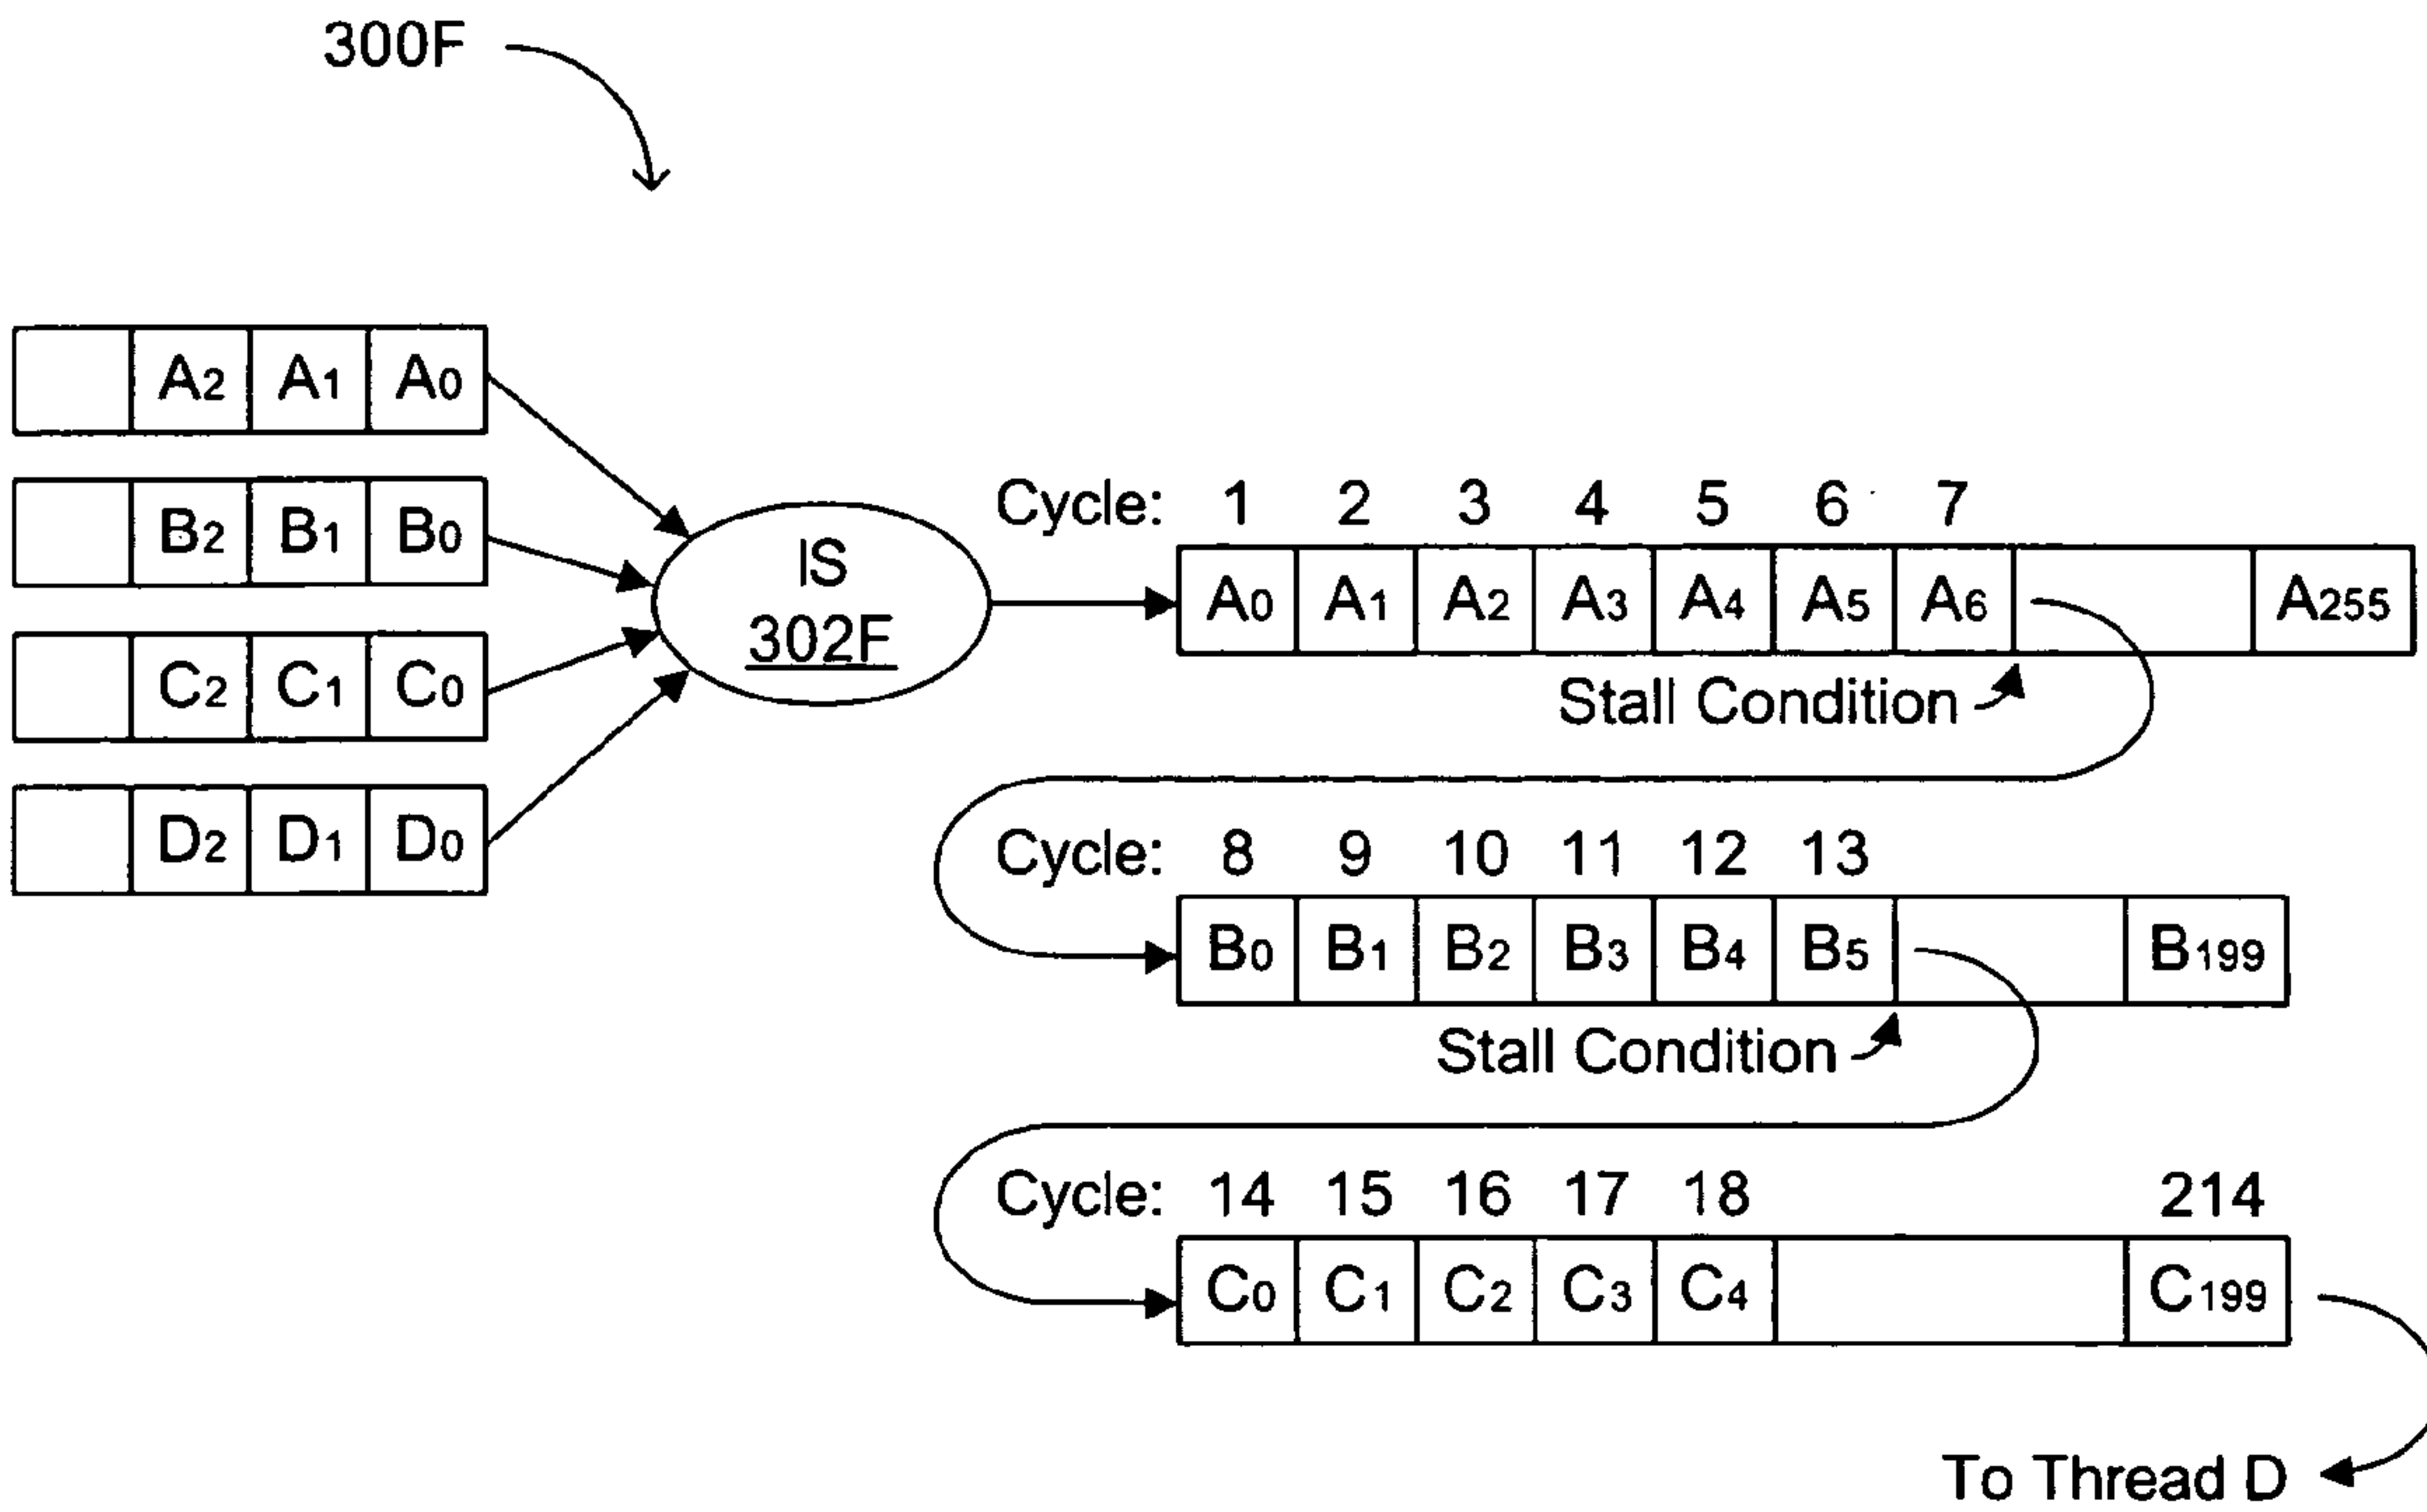 300F
A2 A1 A0
B2 B1 B0
C2 C1 C0
D2 D1 D0
IS
302F
Cycle: 1 2 3 4 5 6 7
A0 A1 A2 A3 A4 A5 A6 A255
Stall Condition
Cycle: 8 9 10 11 12 13
B0 B1 B2 B3 B4 B5 B199
Stall Condition
Cycle: 14 15 16 17 18 214
C0 C1 C2 C3 C4 C199
To Thread D